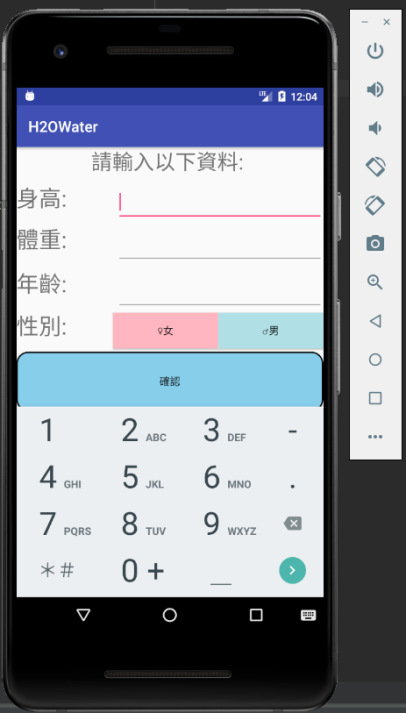 LTE 12:04
H2OWater
請輸入以下資料:
身高:
體重:
年齡:
性別: ♀女 ♂男
確認
1 2 ABC 3 DEF -
4 GHI 5 JKL 6 MNO .
7 PQRS 8 TUV 9 WXYZ
*# 0 + _